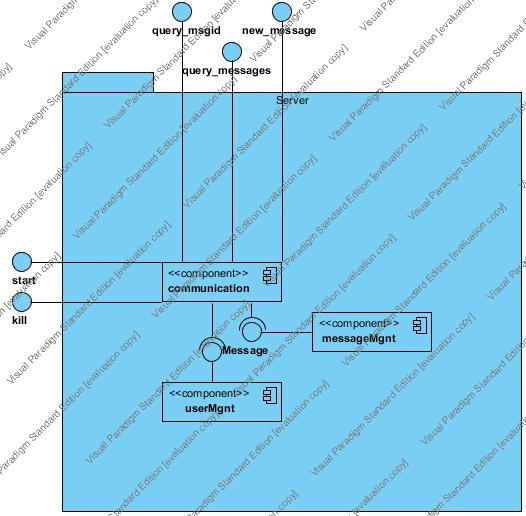 query_msgid
new_message
query_messages
Server
start
kill
<<component>>
communication
Message
<<component>>
messageMgnt
<<component>>
userMgnt
Visual Paradigm Standard Edition [evaluation copy]